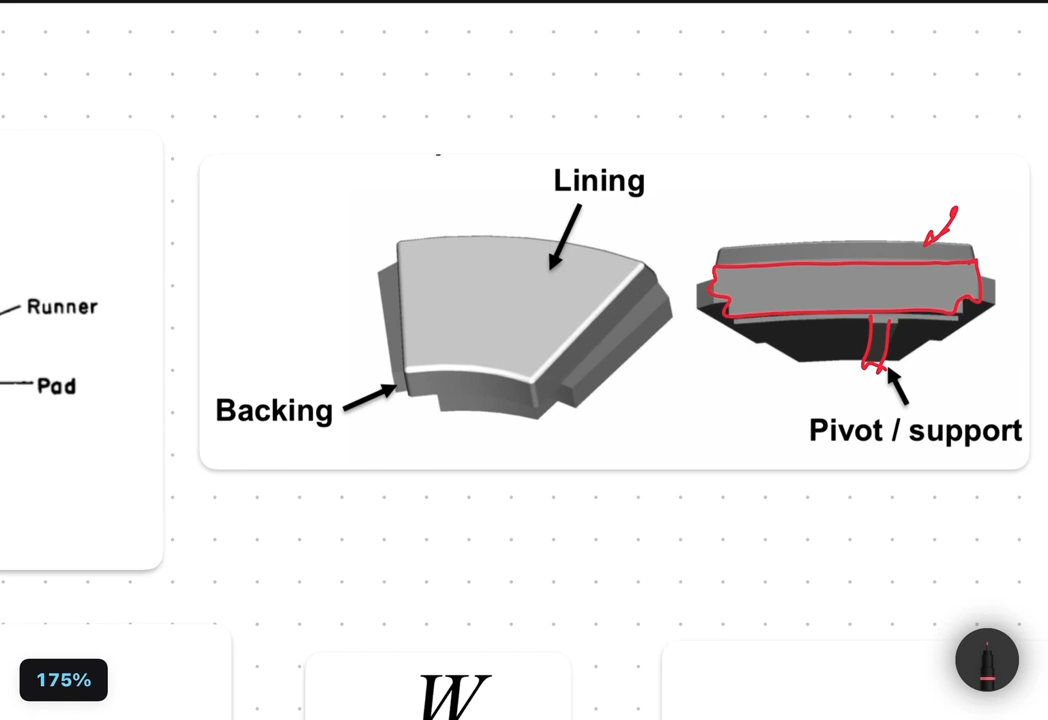 Lining
Runner
Pad
Backing
Pivot / support
175%
W